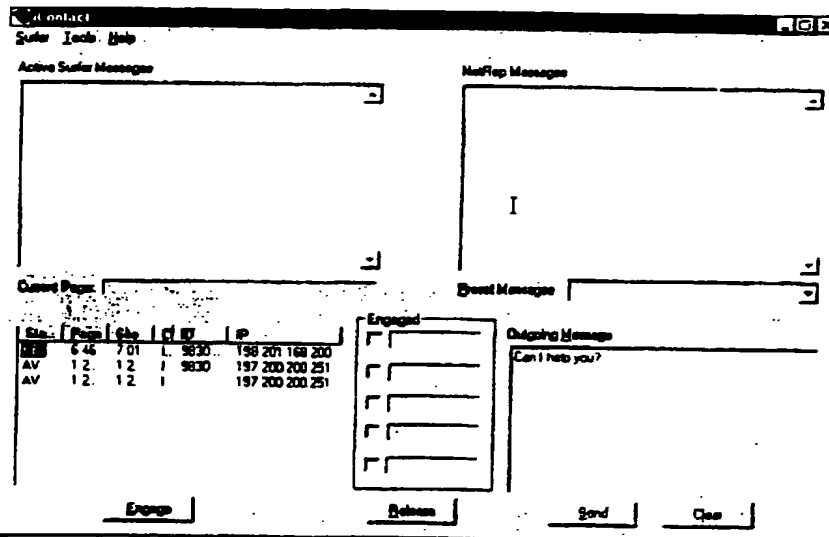 iContact
Surfer Tools Help
Active Surfer Messages
NetRep Messages
Current Page:
Preset Messages
Sta.. Page Site ID IP
6 46 7 01 I.. 9830.. 198 201 168 200
AV 1 2.. 1 2 I 9830 197 200 200 251
AV 1 2.. 1 2 I 197 200 200 251
Engaged
Outgoing Message
Can I help you?
Engage
Release
Send
Clear